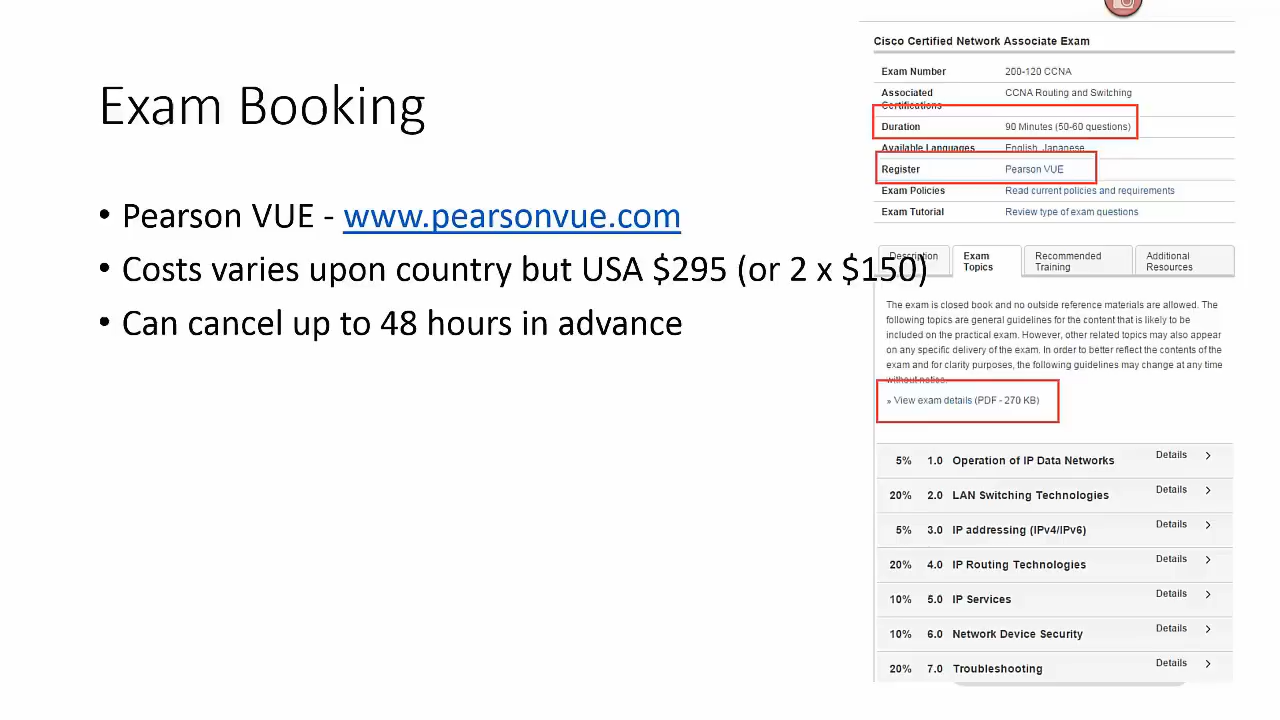 Exam Booking
• Pearson VUE - www.pearsonvue.com
• Costs varies upon country but USA $295 (or 2 x $150)
• Can cancel up to 48 hours in advance
Cisco Certified Network Associate Exam
Exam Number 200-120 CCNA
Associated Certifications CCNA Routing and Switching
Duration 90 Minutes (50-60 questions)
Available Languages English, Japanese
Register Pearson VUE
Exam Policies Read current policies and requirements
Exam Tutorial Review type of exam questions
Description
Exam Topics
Recommended Training
Additional Resources
The exam is closed book and no outside reference materials are allowed. The
following topics are general guidelines for the content that is likely to be
included on the practical exam. However, other related topics may also appear
on any specific delivery of the exam. In order to better reflect the contents of the
exam and for clarity purposes, the following guidelines may change at any time
without notice.
» View exam details (PDF - 270 KB)
5% 1.0 Operation of IP Data Networks Details
20% 2.0 LAN Switching Technologies Details
5% 3.0 IP addressing (IPv4/IPv6) Details
20% 4.0 IP Routing Technologies Details
10% 5.0 IP Services Details
10% 6.0 Network Device Security Details
20% 7.0 Troubleshooting Details